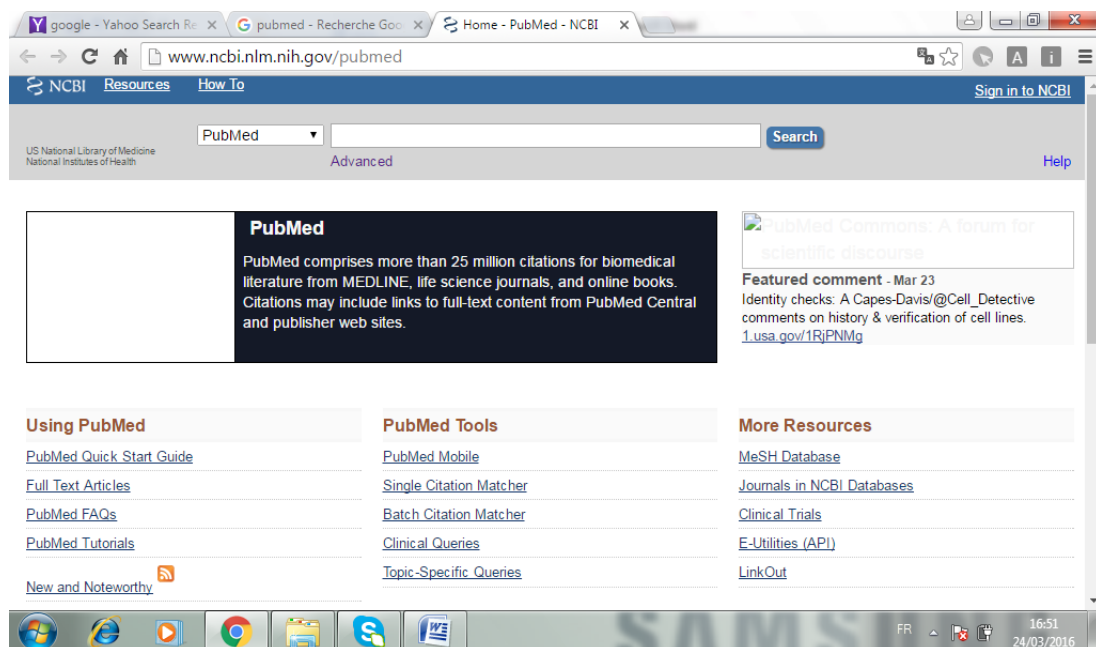 google - Yahoo Search Re
pubmed - Recherche Goo
Home - PubMed - NCBI
www.ncbi.nlm.nih.gov/pubmed
NCBI Resources How To Sign in to NCBI
PubMed Search
US National Library of Medicine
National Institutes of Health
Advanced Help
PubMed
PubMed comprises more than 25 million citations for biomedical
literature from MEDLINE, life science journals, and online books.
Citations may include links to full-text content from PubMed Central
and publisher web sites.
PubMed Commons: A forum for
scientific discourse
Featured comment - Mar 23
Identity checks: A Capes-Davis/@Cell_Detective
comments on history & verification of cell lines.
1.usa.gov/1RjPNMg
Using PubMed
PubMed Quick Start Guide
Full Text Articles
PubMed FAQs
PubMed Tutorials
New and Noteworthy
PubMed Tools
PubMed Mobile
Single Citation Matcher
Batch Citation Matcher
Clinical Queries
Topic-Specific Queries
More Resources
MeSH Database
Journals in NCBI Databases
Clinical Trials
E-Utilities (API)
LinkOut
FR
16:51
24/03/2016